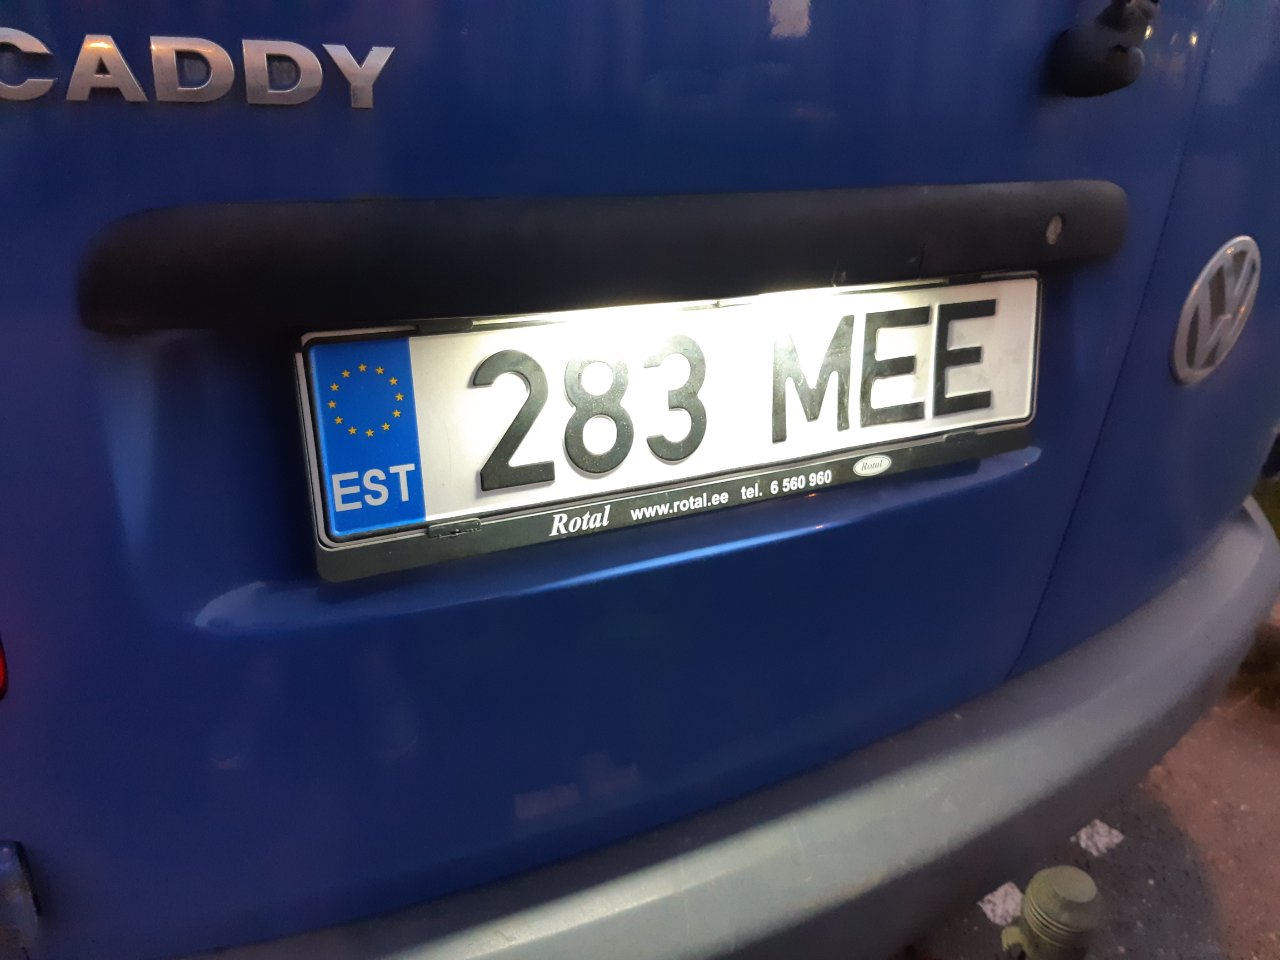 CADDY
283 MEE
EST
Rotal www.rotal.ee tel. 6 560 960 Rotal